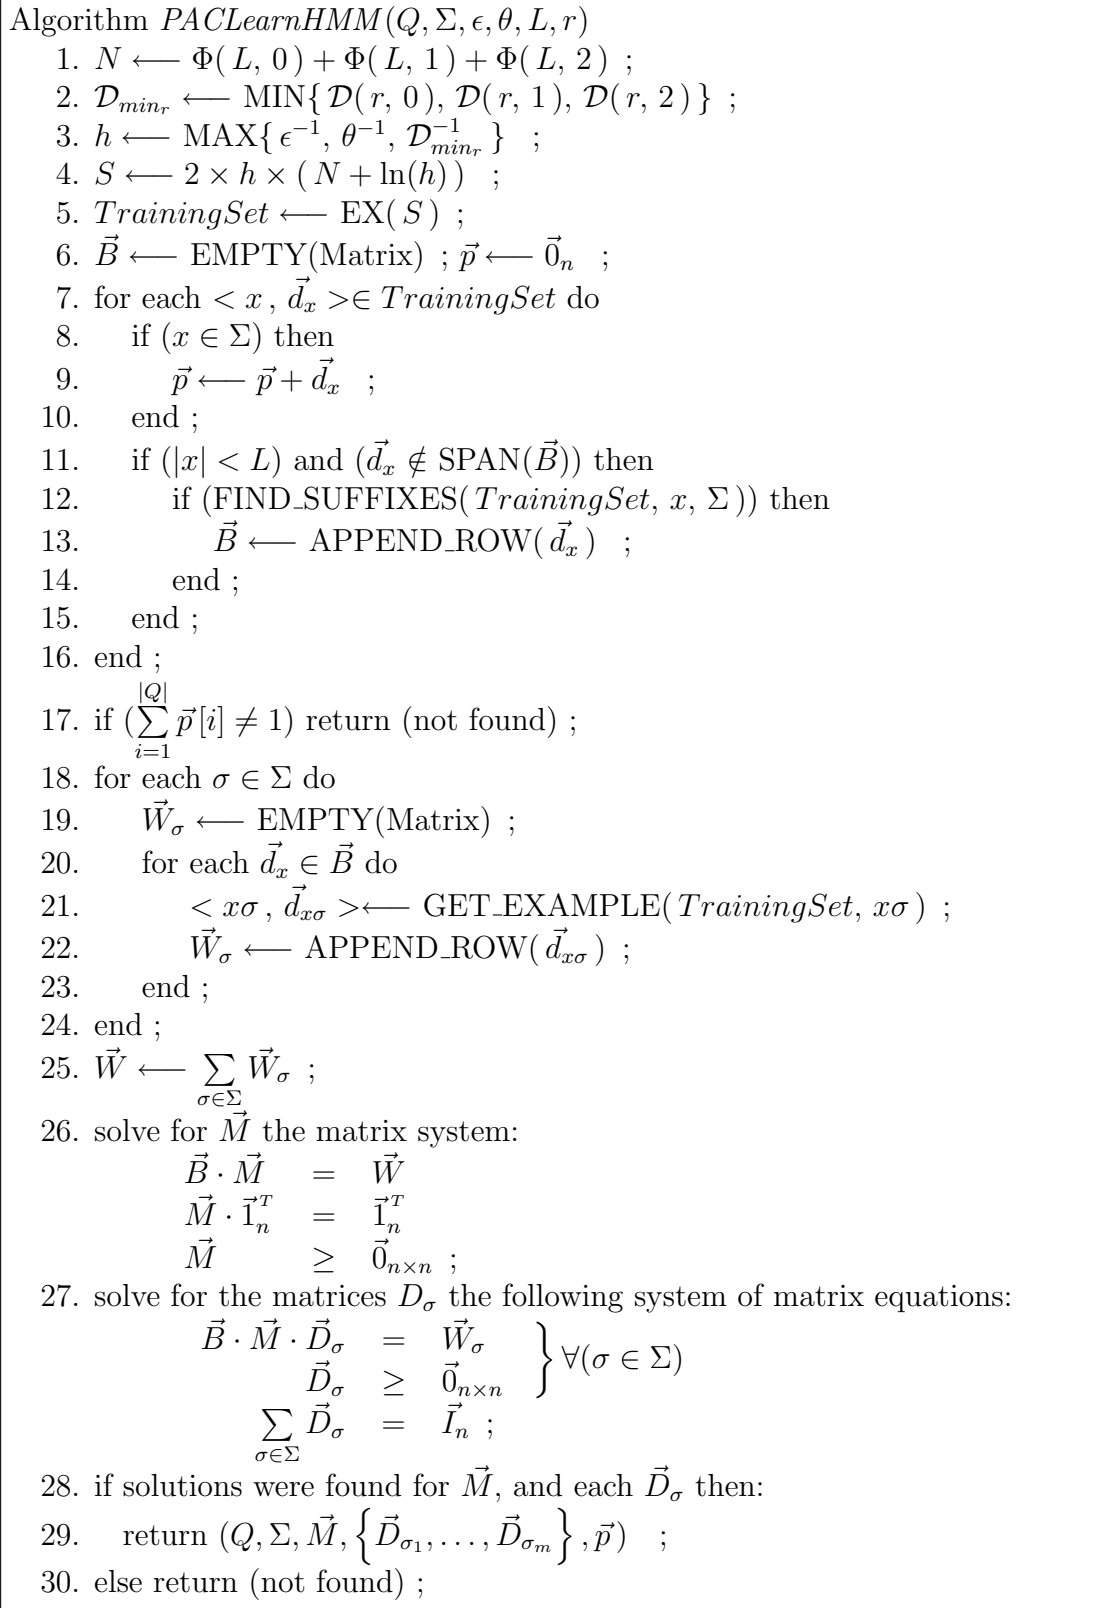 Algorithm PACLearnHMM(Q, Σ, ϵ, θ, L, r)
1. N ⟵ Φ( L, 0 ) + Φ( L, 1 ) + Φ( L, 2 ) ;
2. 𝒟_{min_r} ⟵ MIN{ 𝒟( r, 0 ), 𝒟( r, 1 ), 𝒟( r, 2 ) } ;
3. h ⟵ MAX{ ϵ^{-1}, θ^{-1}, 𝒟_{min_r}^{-1} } ;
4. S ⟵ 2 × h × ( N + ln(h) ) ;
5. TrainingSet ⟵ EX( S ) ;
6. B⃗ ⟵ EMPTY(Matrix) ; p⃗ ⟵ 0⃗_n ;
7. for each < x , d⃗_x >∈ TrainingSet do
8. if (x ∈ Σ) then
9. p⃗ ⟵ p⃗ + d⃗_x ;
10. end ;
11. if (|x| < L) and (d⃗_x ∉ SPAN(B⃗)) then
12. if (FIND_SUFFIXES( TrainingSet, x, Σ )) then
13. B⃗ ⟵ APPEND_ROW( d⃗_x ) ;
14. end ;
15. end ;
16. end ;
17. if (∑_{i=1}^{|Q|} p⃗ [i] ≠ 1) return (not found) ;
18. for each σ ∈ Σ do
19. W⃗_σ ⟵ EMPTY(Matrix) ;
20. for each d⃗_x ∈ B⃗ do
21. < xσ , d⃗_{xσ} >⟵ GET_EXAMPLE( TrainingSet, xσ ) ;
22. W⃗_σ ⟵ APPEND_ROW( d⃗_{xσ} ) ;
23. end ;
24. end ;
25. W⃗ ⟵ ∑_{σ∈Σ} W⃗_σ ;
26. solve for M⃗ the matrix system:
B⃗ · M⃗ = W⃗
M⃗ · 1⃗_n^T = 1⃗_n^T
M⃗ ≥ 0⃗_{n×n} ;
27. solve for the matrices D_σ the following system of matrix equations:
B⃗ · M⃗ · D⃗_σ = W⃗_σ
D⃗_σ ≥ 0⃗_{n×n} } ∀(σ ∈ Σ)
∑_{σ∈Σ} D⃗_σ = I⃗_n ;
28. if solutions were found for M⃗, and each D⃗_σ then:
29. return (Q, Σ, M⃗, {D⃗_{σ_1}, . . . , D⃗_{σ_m}} , p⃗ ) ;
30. else return (not found) ;